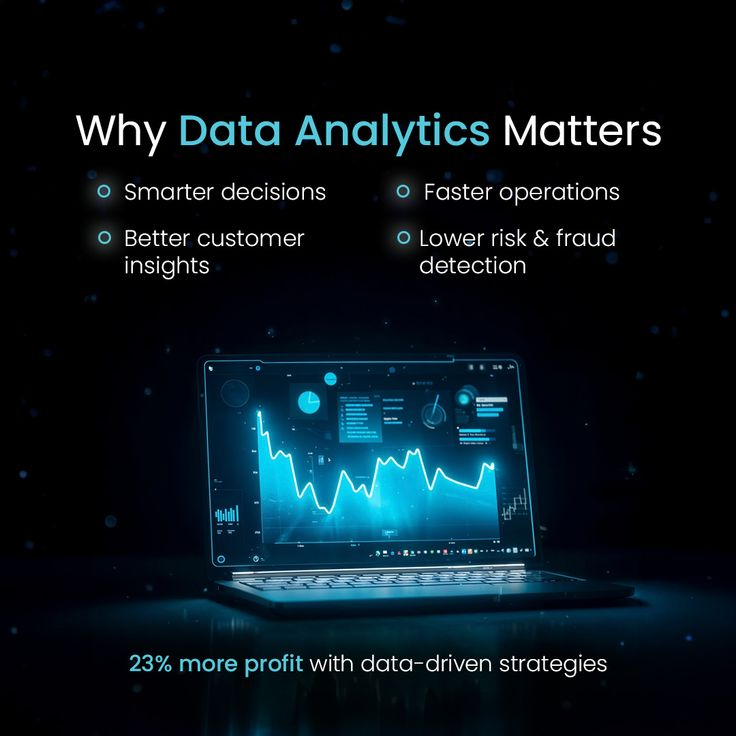 Why Data Analytics Matters
Smarter decisions
Faster operations
Better customer
insights
Lower risk & fraud
detection
23% more profit with data-driven strategies